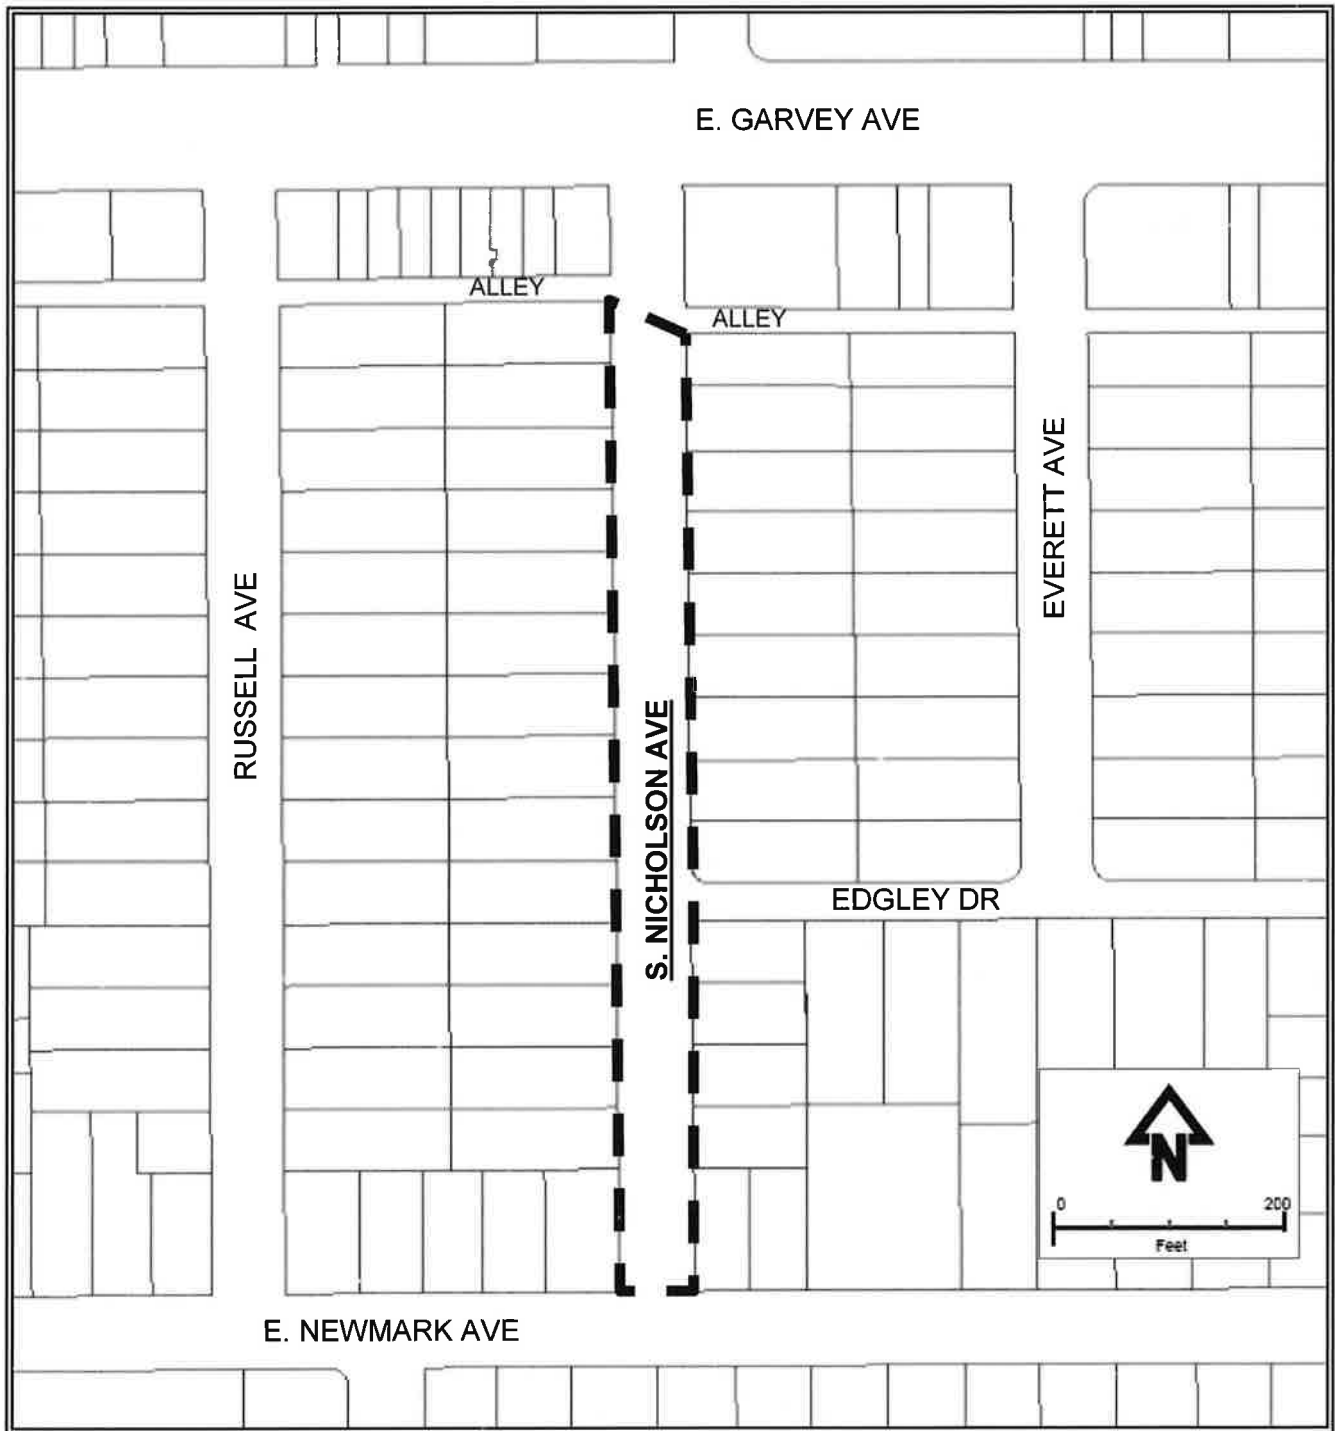 E. GARVEY AVE
ALLEY
ALLEY
RUSSELL AVE
S. NICHOLSON AVE
EVERETT AVE
EDGLEY DR
N
0 200
Feet
E. NEWMARK AVE